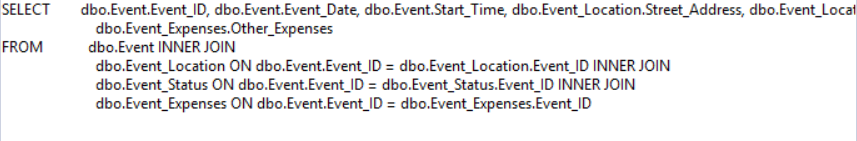 SELECT dbo.Event.Event_ID, dbo.Event.Event_Date, dbo.Event.Start_Time, dbo.Event_Location.Street_Address, dbo.Event_Locat
dbo.Event_Expenses.Other_Expenses
FROM dbo.Event INNER JOIN
dbo.Event_Location ON dbo.Event.Event_ID = dbo.Event_Location.Event_ID INNER JOIN
dbo.Event_Status ON dbo.Event.Event_ID = dbo.Event_Status.Event_ID INNER JOIN
dbo.Event_Expenses ON dbo.Event.Event_ID = dbo.Event_Expenses.Event_ID